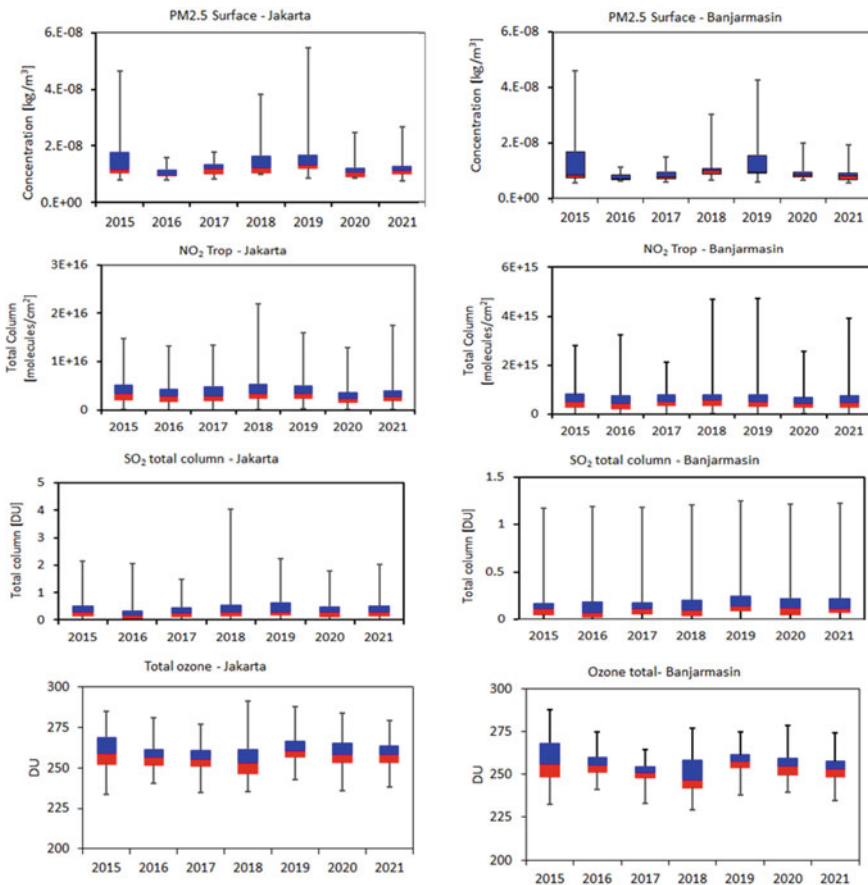 PM2.5 Surface - Jakarta
Concentration [kg/m³]
6.E-08
4.E-08
2.E-08
0.E+00
2015 2016 2017 2018 2019 2020 2021
PM2.5 Surface - Banjarmasin
Concentration [kg/m³]
6.E-08
4.E-08
2.E-08
0.E+00
2015 2016 2017 2018 2019 2020 2021
NO₂ Trop - Jakarta
Total Column
[molecules/cm²]
3E+16
2E+16
1E+16
0
2015 2016 2017 2018 2019 2020 2021
NO₂ Trop - Banjarmasin
Total Column
[molecules/cm²]
6E+15
4E+15
2E+15
0
2015 2016 2017 2018 2019 2020 2021
SO₂ total column - Jakarta
Total column [DU]
5
4
3
2
1
0
2015 2016 2017 2018 2019 2020 2021
SO₂ total column - Banjarmasin
Total column [DU]
1.5
1
0.5
0
2015 2016 2017 2018 2019 2020 2021
Total ozone - Jakarta
DU
300
275
250
225
200
2015 2016 2017 2018 2019 2020 2021
Ozone total- Banjarmasin
DU
300
275
250
225
200
2015 2016 2017 2018 2019 2020 2021